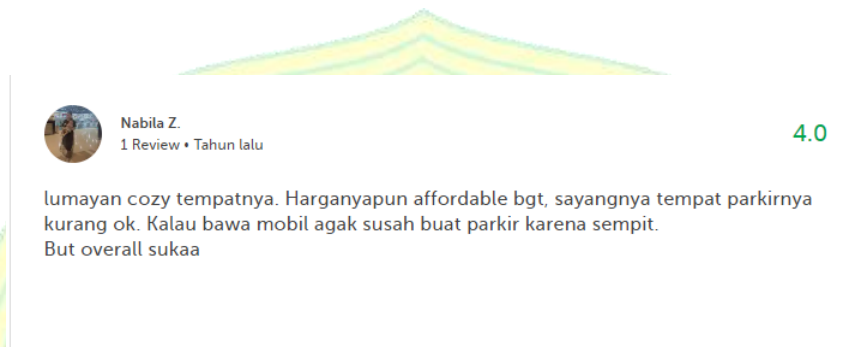 Nabila Z.
4.0
1 Review • Tahun lalu
lumayan cozy tempatnya. Harganyapun affordable bgt, sayangnya tempat parkirnya
kurang ok. Kalau bawa mobil agak susah buat parkir karena sempit.
But overall sukaa